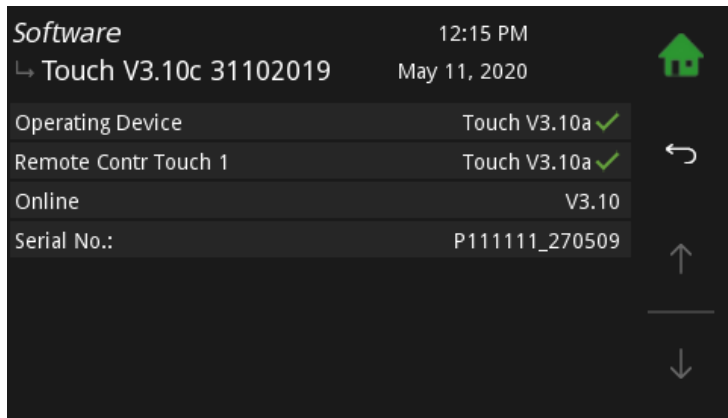 Software 12:15 PM
↳ Touch V3.10c 31102019 May 11, 2020
Operating Device Touch V3.10a ✓
Remote Contr Touch 1 Touch V3.10a ✓
Online V3.10
Serial No.: P111111_270509